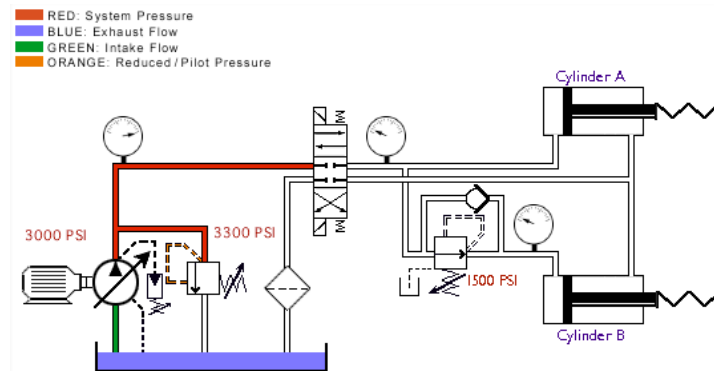 RED: System Pressure
BLUE: Exhaust Flow
GREEN: Intake Flow
ORANGE: Reduced/Pilot Pressure
Cylinder A
3000 PSI
3300 PSI
1500 PSI
Cylinder B